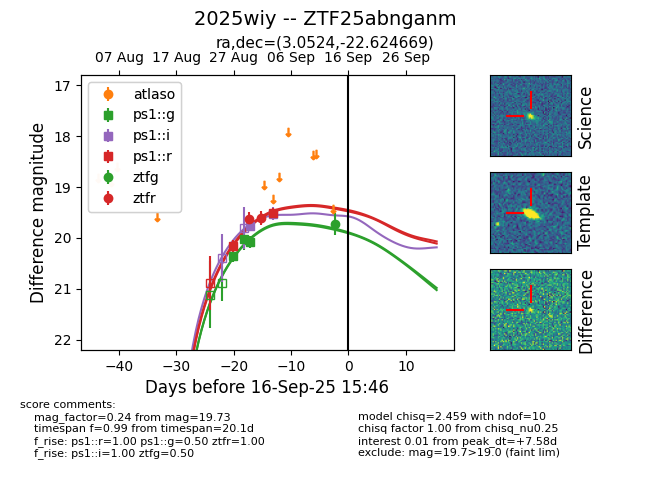 2025wiy -- ZTF25abnganm
ra,dec=(3.0524,-22.624669)
07 Aug 17 Aug 27 Aug 06 Sep 16 Sep 26 Sep
17
18
19
20
21
22
Difference magnitude
atlaso
ps1::g
ps1::i
ps1::r
ztfg
ztfr
−40 −30 −20 −10 0 10
Days before 16-Sep-25 15:46
Science
Template
Difference
score comments:
mag_factor=0.24 from mag=19.73
timespan f=0.99 from timespan=20.1d
f_rise: ps1::r=1.00 ps1::g=0.50 ztfr=1.00
f_rise: ps1::i=1.00 ztfg=0.50
model chisq=2.459 with ndof=10
chisq factor 1.00 from chisq_nu0.25
interest 0.01 from peak_dt=+7.58d
exclude: mag=19.7>19.0 (faint lim)